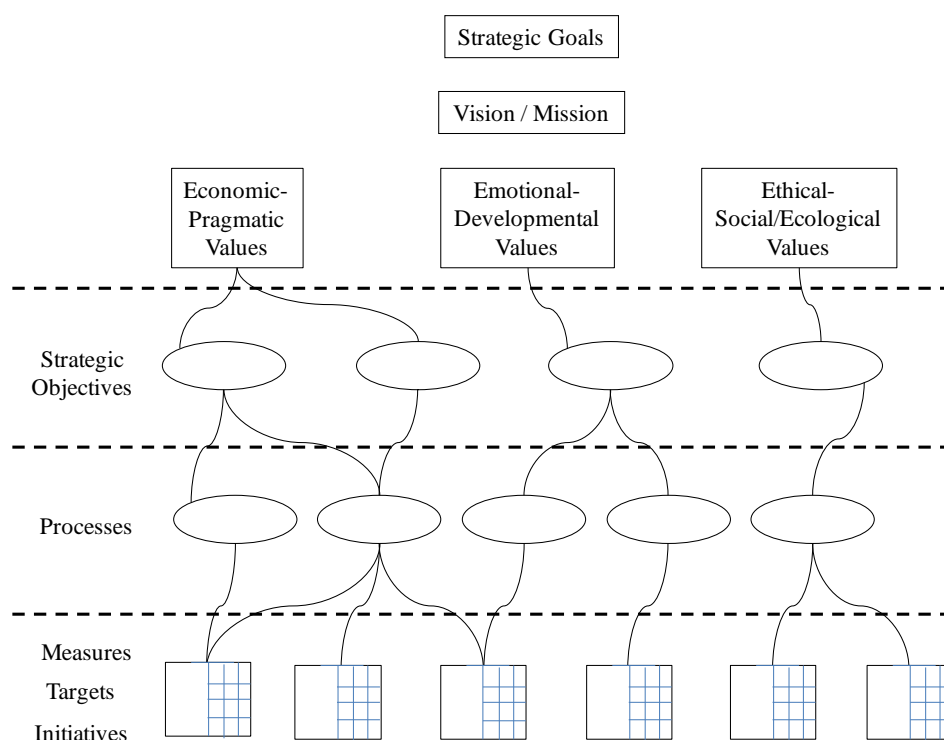 Strategic Goals
Vision / Mission
Economic-
Pragmatic
Values
Emotional-
Developmental
Values
Ethical-
Social/Ecological
Values
Strategic
Objectives
Processes
Measures
Targets
Initiatives